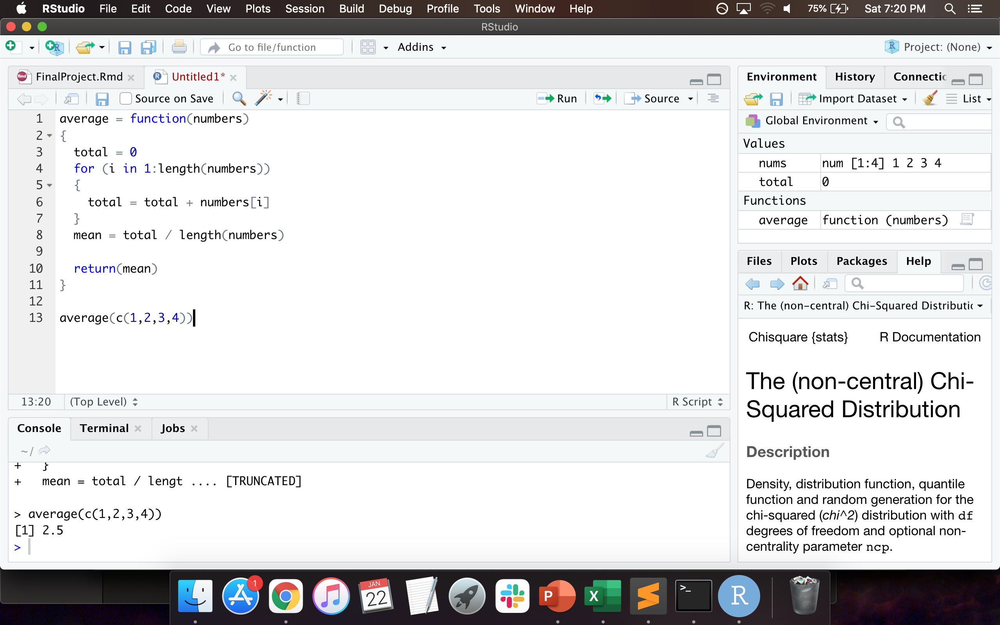 RStudio File Edit Code View Plots Session Build Debug Profile Tools Window Help 75% Sat 7:20 PM
RStudio
Go to file/function Addins Project: (None)
FinalProject.Rmd Untitled1*
Source on Save Run Source
1 average = function(numbers)
2 {
3   total = 0
4   for (i in 1:length(numbers))
5   {
6     total = total + numbers[i]
7   }
8   mean = total / length(numbers)
9
10   return(mean)
11 }
12
13 average(c(1,2,3,4))
13:20 (Top Level) R Script
Console Terminal Jobs
~/
+   }
+   mean = total / lengt .... [TRUNCATED]
> average(c(1,2,3,4))
[1] 2.5
>
Environment History Connectic
Import Dataset List
Global Environment
Values
nums num [1:4] 1 2 3 4
total 0
Functions
average function (numbers)
Files Plots Packages Help
R: The (non-central) Chi-Squared Distributic
Chisquare {stats} R Documentation
The (non-central) Chi-
Squared Distribution
Description
Density, distribution function, quantile
function and random generation for the
chi-squared (chi^2) distribution with df
degrees of freedom and optional non-
centrality parameter ncp.
1
JAN
22
P
X
>_
R